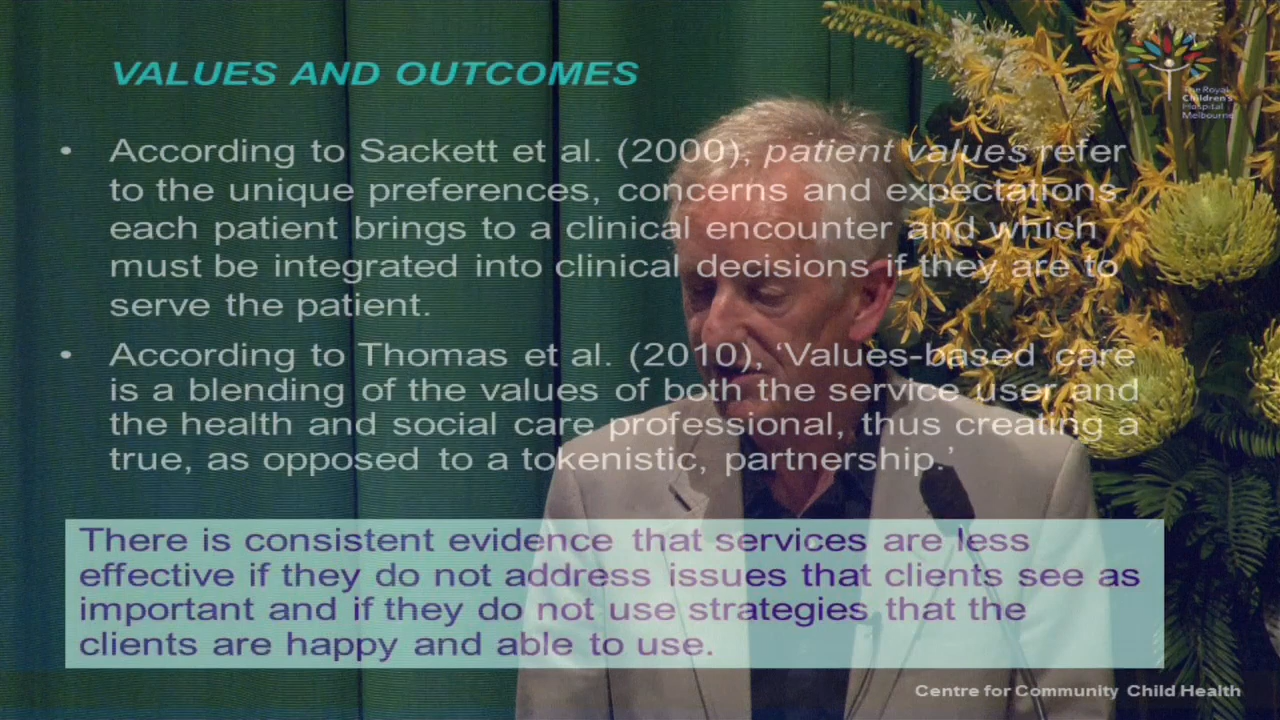 VALUES AND OUTCOMES
The Royal
Children's
Hospital
Melbourne
• According to Sackett et al. (2000), patient values refer
to the unique preferences, concerns and expectations
each patient brings to a clinical encounter and which
must be integrated into clinical decisions if they are to
serve the patient.
• According to Thomas et al. (2010), ‘Values-based care
is a blending of the values of both the service user and
the health and social care professional, thus creating a
true, as opposed to a tokenistic, partnership.’
There is consistent evidence that services are less
effective if they do not address issues that clients see as
important and if they do not use strategies that the
clients are happy and able to use.
Centre for Community Child Health